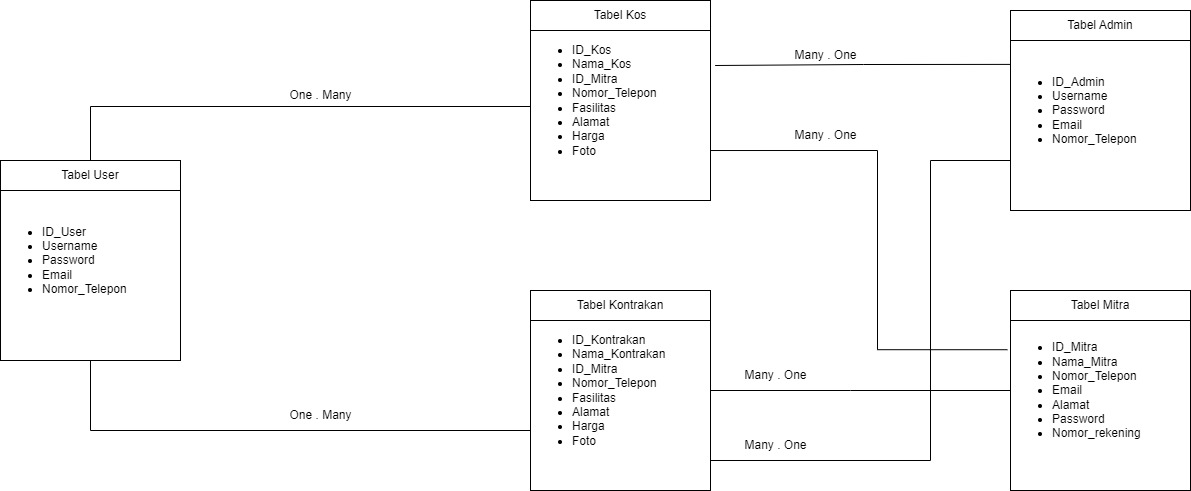 Tabel User
ID_User
Username
Password
Email
Nomor_Telepon
One . Many
One . Many
Tabel Kos
ID_Kos
Nama_Kos
ID_Mitra
Nomor_Telepon
Fasilitas
Alamat
Harga
Foto
Tabel Kontrakan
ID_Kontrakan
Nama_Kontrakan
ID_Mitra
Nomor_Telepon
Fasilitas
Alamat
Harga
Foto
Many . One
Many . One
Many . One
Many . One
Tabel Admin
ID_Admin
Username
Password
Email
Nomor_Telepon
Tabel Mitra
ID_Mitra
Nama_Mitra
Nomor_Telepon
Email
Alamat
Password
Nomor_rekening